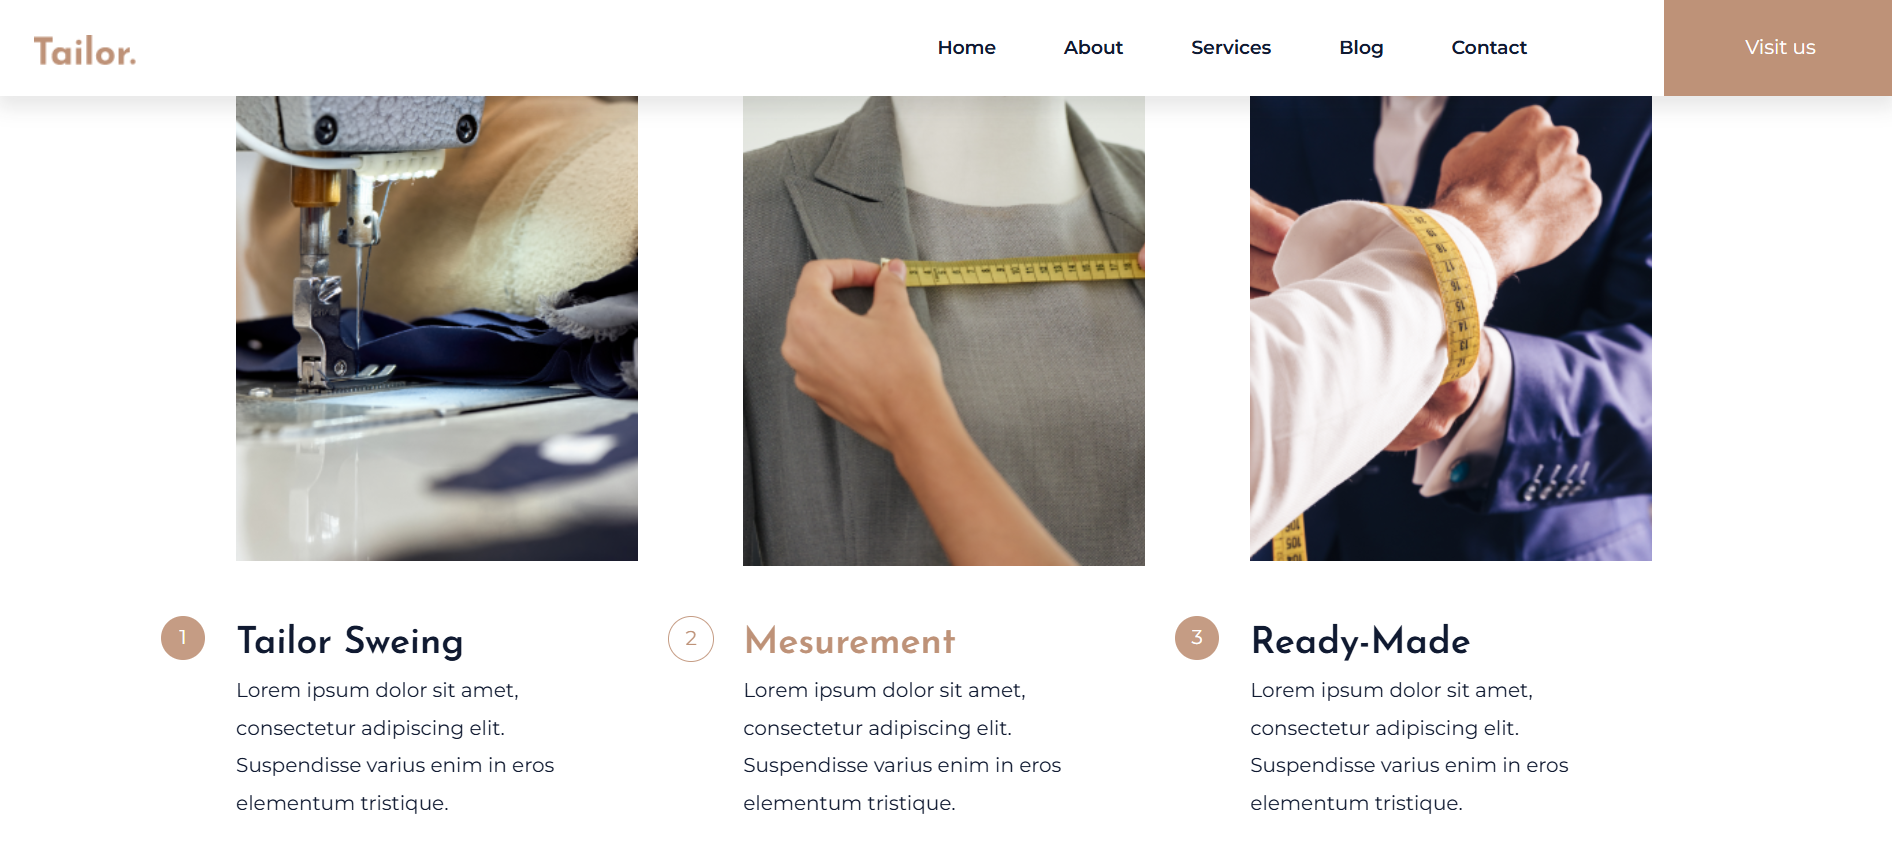 Tailor.
Home
About
Services
Blog
Contact
Visit us
1
Tailor Sweing
Lorem ipsum dolor sit amet,
consectetur adipiscing elit.
Suspendisse varius enim in eros
elementum tristique.
2
Mesurement
Lorem ipsum dolor sit amet,
consectetur adipiscing elit.
Suspendisse varius enim in eros
elementum tristique.
3
Ready-Made
Lorem ipsum dolor sit amet,
consectetur adipiscing elit.
Suspendisse varius enim in eros
elementum tristique.